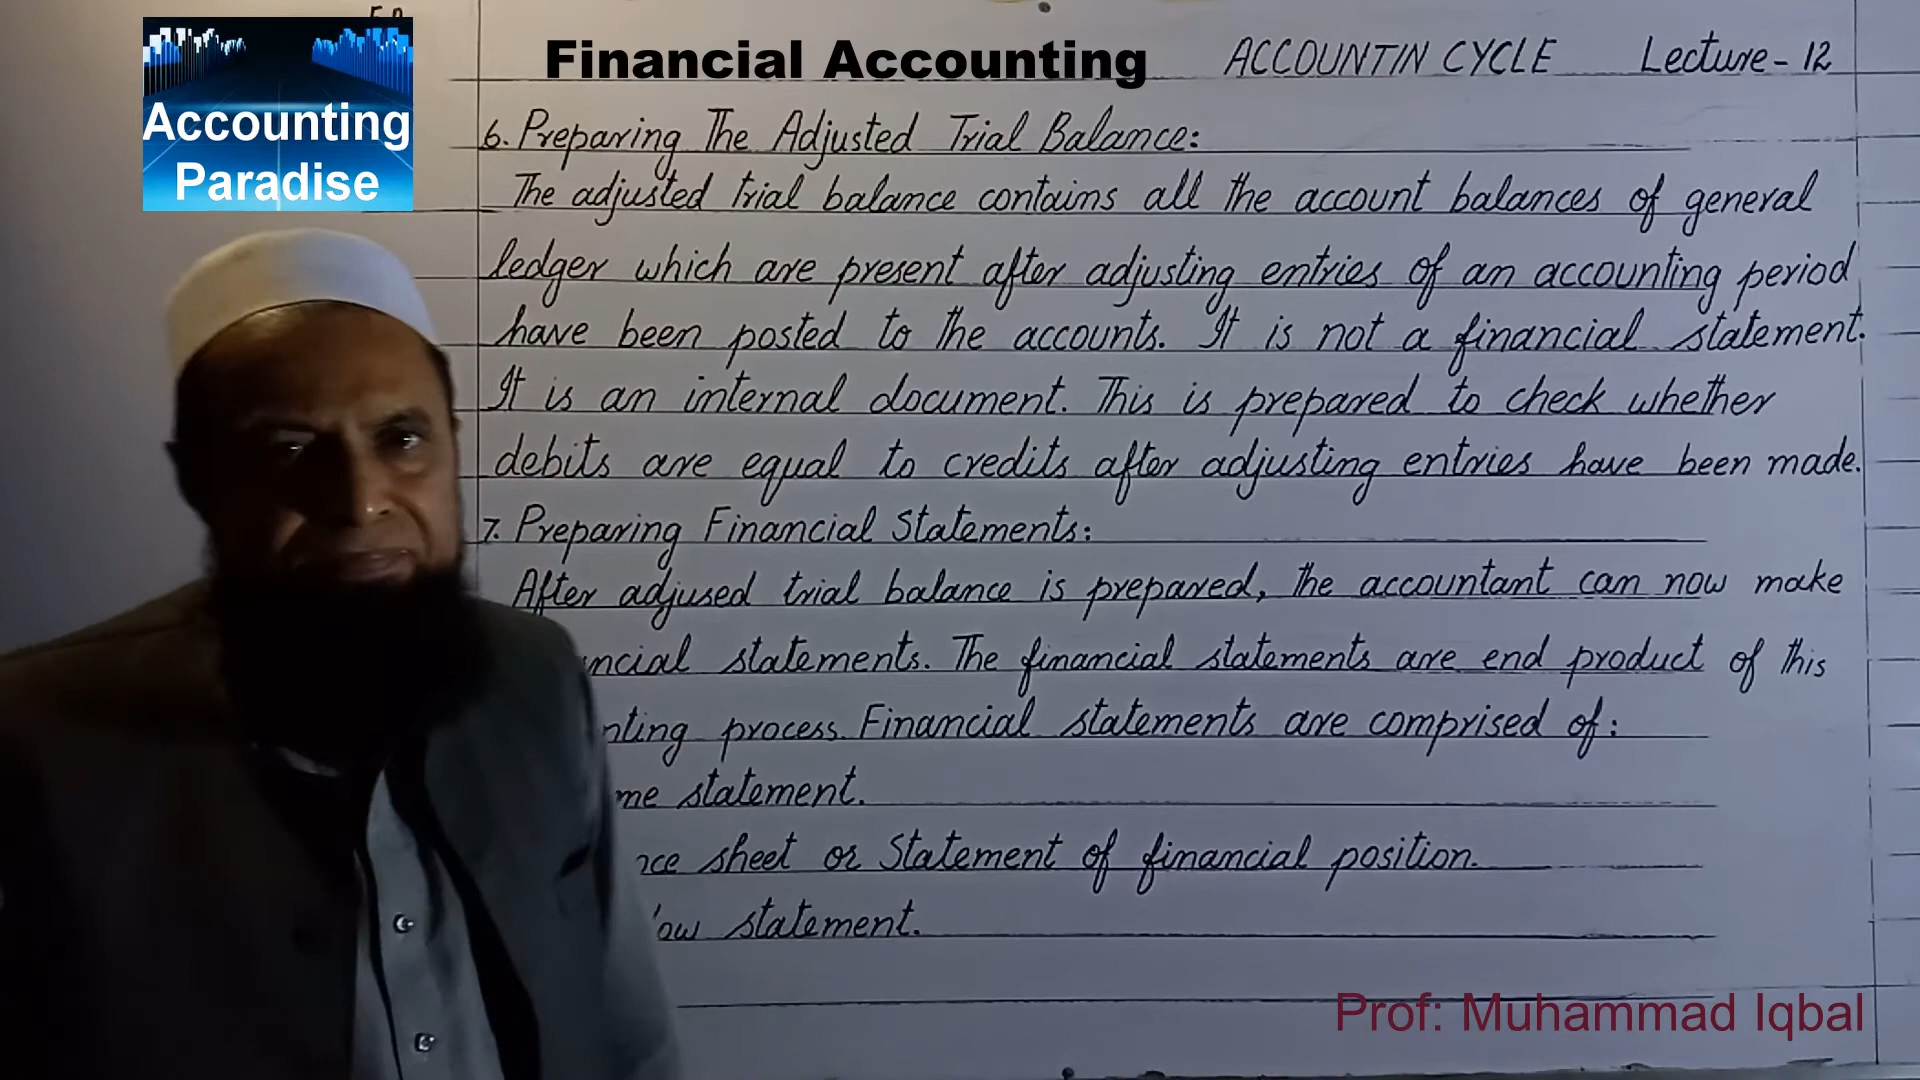 Accounting
Paradise
Financial Accounting ACCOUNTIN CYCLE Lecture - 12
6. Preparing The Adjusted Trial Balance:
The adjusted trial balance contains all the account balances of general
ledger which are present after adjusting entries of an accounting period
have been posted to the accounts. It is not a financial statement.
It is an internal document. This is prepared to check whether
debits are equal to credits after adjusting entries have been made.
7. Preparing Financial Statements:
After adjused trial balance is prepared, the accountant can now make
ncial statements. The financial statements are end product of this
nting process. Financial statements are comprised of:
me statement.
nce sheet or Statement of financial position.
low statement.
Prof: Muhammad Iqbal